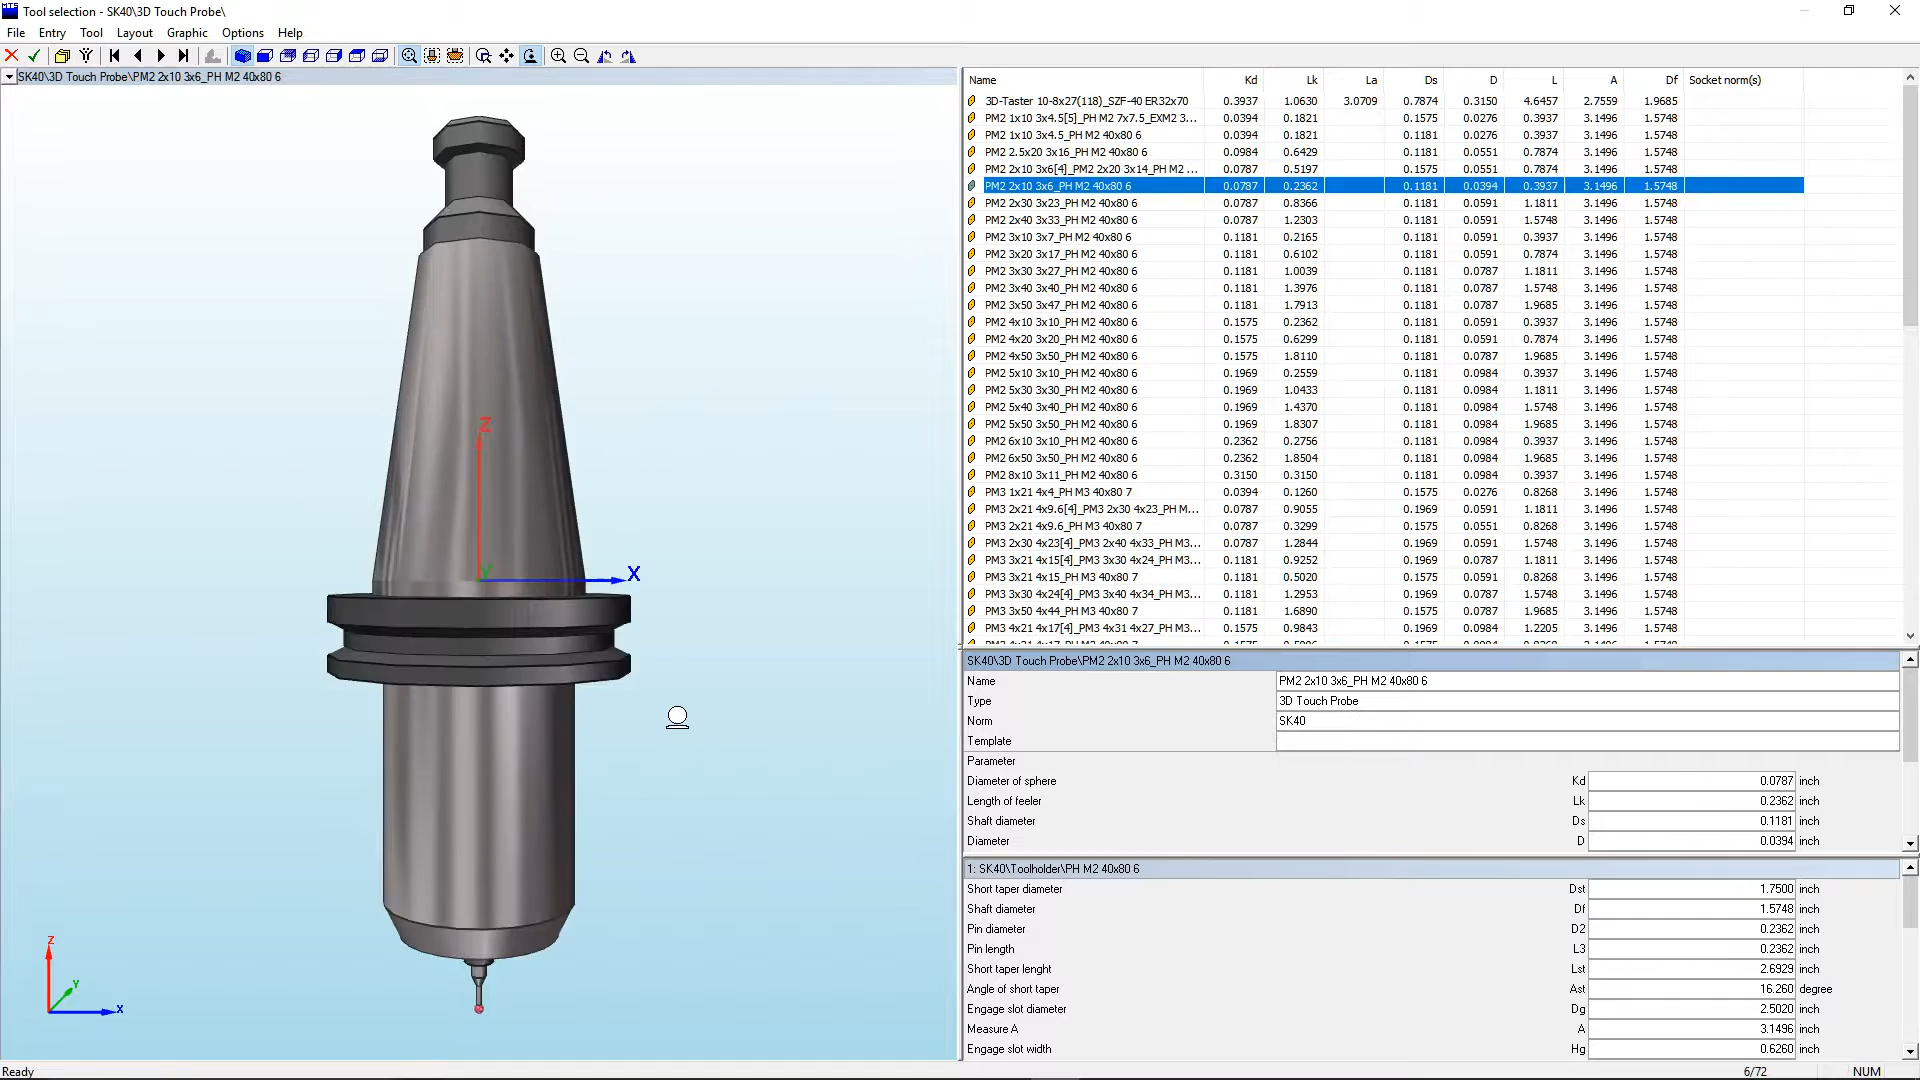 MTS
Tool selection - SK40\3D Touch Probe\
File Entry Tool Layout Graphic Options Help
SK40\3D Touch Probe\PM2 2x10 3x6_PH M2 40x80 6
Z
X
Y
Z
Y
X
Name Kd Lk La Ds D L A Df Socket norm(s)
3D-Taster 10-8x27(118)_SZF-40 ER32x70 0.3937 1.0630 3.0709 0.7874 0.3150 4.6457 2.7559 1.9685
PM2 1x10 3x4.5[5]_PH M2 7x7.5_EXM2 3... 0.0394 0.1821 0.1575 0.0276 0.3937 3.1496 1.5748
PM2 1x10 3x4.5_PH M2 40x80 6 0.0394 0.1821 0.1181 0.0276 0.3937 3.1496 1.5748
PM2 2.5x20 3x16_PH M2 40x80 6 0.0984 0.6429 0.1181 0.0551 0.7874 3.1496 1.5748
PM2 2x10 3x6[4]_PM2 2x20 3x14_PH M2 ... 0.0787 0.5197 0.1575 0.0551 0.7874 3.1496 1.5748
PM2 2x10 3x6_PH M2 40x80 6 0.0787 0.2362 0.1181 0.0394 0.3937 3.1496 1.5748
PM2 2x30 3x23_PH M2 40x80 6 0.0787 0.8366 0.1181 0.0591 1.1811 3.1496 1.5748
PM2 2x40 3x33_PH M2 40x80 6 0.0787 1.2303 0.1181 0.0591 1.5748 3.1496 1.5748
PM2 3x10 3x7_PH M2 40x80 6 0.1181 0.2165 0.1181 0.0591 0.3937 3.1496 1.5748
PM2 3x20 3x17_PH M2 40x80 6 0.1181 0.6102 0.1181 0.0591 0.7874 3.1496 1.5748
PM2 3x30 3x27_PH M2 40x80 6 0.1181 1.0039 0.1181 0.0787 1.1811 3.1496 1.5748
PM2 3x40 3x40_PH M2 40x80 6 0.1181 1.3976 0.1181 0.0787 1.5748 3.1496 1.5748
PM2 3x50 3x47_PH M2 40x80 6 0.1181 1.7913 0.1181 0.0787 1.9685 3.1496 1.5748
PM2 4x10 3x10_PH M2 40x80 6 0.1575 0.2362 0.1181 0.0591 0.3937 3.1496 1.5748
PM2 4x20 3x20_PH M2 40x80 6 0.1575 0.6299 0.1181 0.0591 0.7874 3.1496 1.5748
PM2 4x50 3x50_PH M2 40x80 6 0.1575 1.8110 0.1181 0.0787 1.9685 3.1496 1.5748
PM2 5x10 3x10_PH M2 40x80 6 0.1969 0.2559 0.1181 0.0984 0.3937 3.1496 1.5748
PM2 5x30 3x30_PH M2 40x80 6 0.1969 1.0433 0.1181 0.0984 1.1811 3.1496 1.5748
PM2 5x40 3x40_PH M2 40x80 6 0.1969 1.4370 0.1181 0.0984 1.5748 3.1496 1.5748
PM2 5x50 3x50_PH M2 40x80 6 0.1969 1.8307 0.1181 0.0984 1.9685 3.1496 1.5748
PM2 6x10 3x10_PH M2 40x80 6 0.2362 0.2756 0.1181 0.0984 0.3937 3.1496 1.5748
PM2 6x50 3x50_PH M2 40x80 6 0.2362 1.8504 0.1181 0.0984 1.9685 3.1496 1.5748
PM2 8x10 3x11_PH M2 40x80 6 0.3150 0.3150 0.1181 0.0984 0.3937 3.1496 1.5748
PM3 1x21 4x4_PH M3 40x80 7 0.0394 0.1260 0.1575 0.0276 0.8268 3.1496 1.5748
PM3 2x21 4x9.6[4]_PM3 2x30 4x23_PH M... 0.0787 0.9055 0.1969 0.0591 1.1811 3.1496 1.5748
PM3 2x21 4x9.6_PH M3 40x80 7 0.0787 0.3299 0.1575 0.0551 0.8268 3.1496 1.5748
PM3 2x30 4x23[4]_PM3 2x40 4x33_PH M3... 0.0787 1.2844 0.1969 0.0591 1.5748 3.1496 1.5748
PM3 3x21 4x15[4]_PM3 3x30 4x24_PH M3... 0.1181 0.9252 0.1969 0.0787 1.1811 3.1496 1.5748
PM3 3x21 4x15_PH M3 40x80 7 0.1181 0.5020 0.1575 0.0591 0.8268 3.1496 1.5748
PM3 3x30 4x24[4]_PM3 3x40 4x34_PH M3... 0.1181 1.2953 0.1969 0.0787 1.5748 3.1496 1.5748
PM3 3x50 4x44_PH M3 40x80 7 0.1181 1.6890 0.1575 0.0787 1.9685 3.1496 1.5748
PM3 4x21 4x17[4]_PM3 4x31 4x27_PH M3... 0.1575 0.9843 0.1969 0.0984 1.2205 3.1496 1.5748
SK40\3D Touch Probe\PM2 2x10 3x6_PH M2 40x80 6
Name PM2 2x10 3x6_PH M2 40x80 6
Type 3D Touch Probe
Norm SK40
Template
Parameter
Diameter of sphere Kd 0.0787 inch
Length of feeler Lk 0.2362 inch
Shaft diameter Ds 0.1181 inch
Diameter D 0.0394 inch
1: SK40\Toolholder\PH M2 40x80 6
Short taper diameter Dst 1.7500 inch
Shaft diameter Df 1.5748 inch
Pin diameter D2 0.2362 inch
Pin length L3 0.2362 inch
Short taper lenght Lst 2.6929 inch
Angle of short taper Ast 16.260 degree
Engage slot diameter Dg 2.5020 inch
Measure A A 3.1496 inch
Engage slot width Hg 0.6260 inch
Ready 6/72 NUM